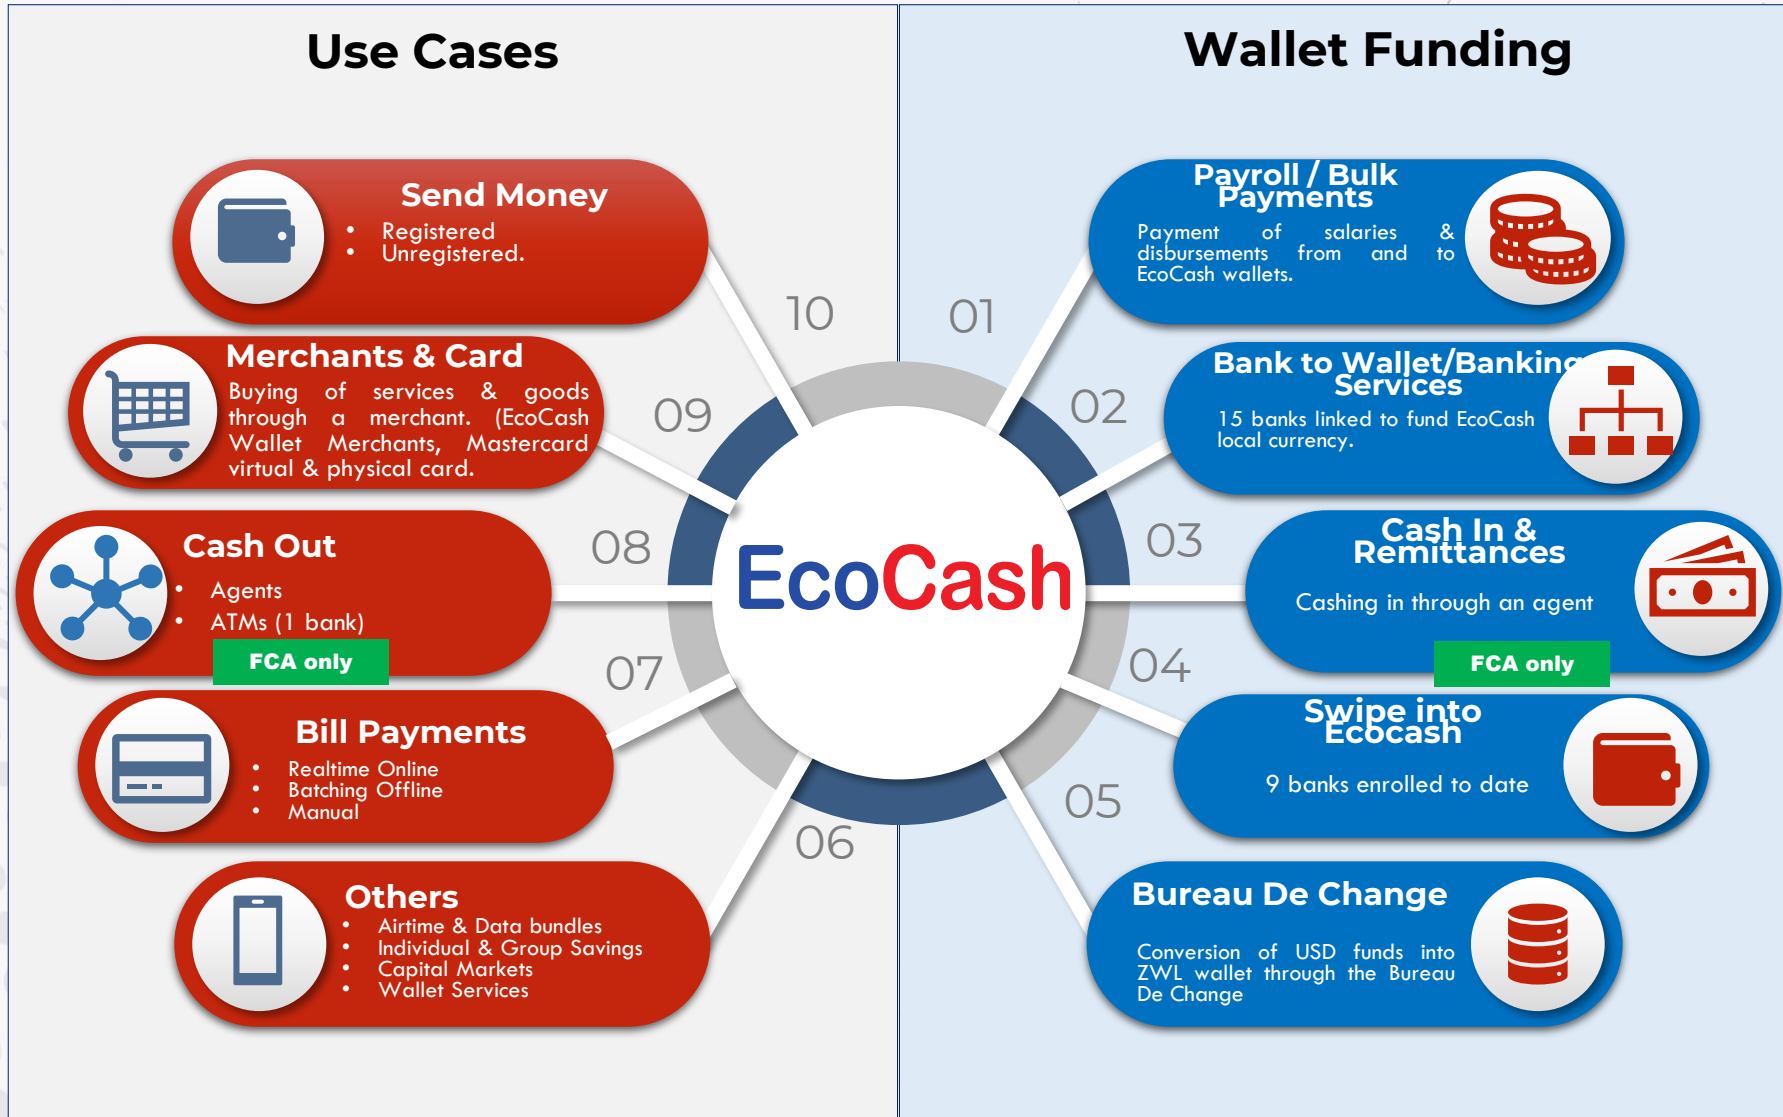 Use Cases
Send Money
• Registered
• Unregistered.
Merchants & Card
Buying of services & goods
through a merchant. (EcoCash
Wallet Merchants, Mastercard
virtual & physical card.
Cash Out
• Agents
• ATMs (1 bank)
FCA only
Bill Payments
• Realtime Online
• Batching Offline
• Manual
Others
• Airtime & Data bundles
• Individual & Group Savings
• Capital Markets
• Wallet Services
10
09
08
07
06
EcoCash
01
02
03
04
05
Wallet Funding
Payroll / Bulk
Payments
Payment of salaries &
disbursements from and to
EcoCash wallets.
Bank to Wallet/Banking
Services
15 banks linked to fund EcoCash
local currency.
Cash In &
Remittances
Cashing in through an agent
FCA only
Swipe into
Ecocash
9 banks enrolled to date
Bureau De Change
Conversion of USD funds into
ZWL wallet through the Bureau
De Change